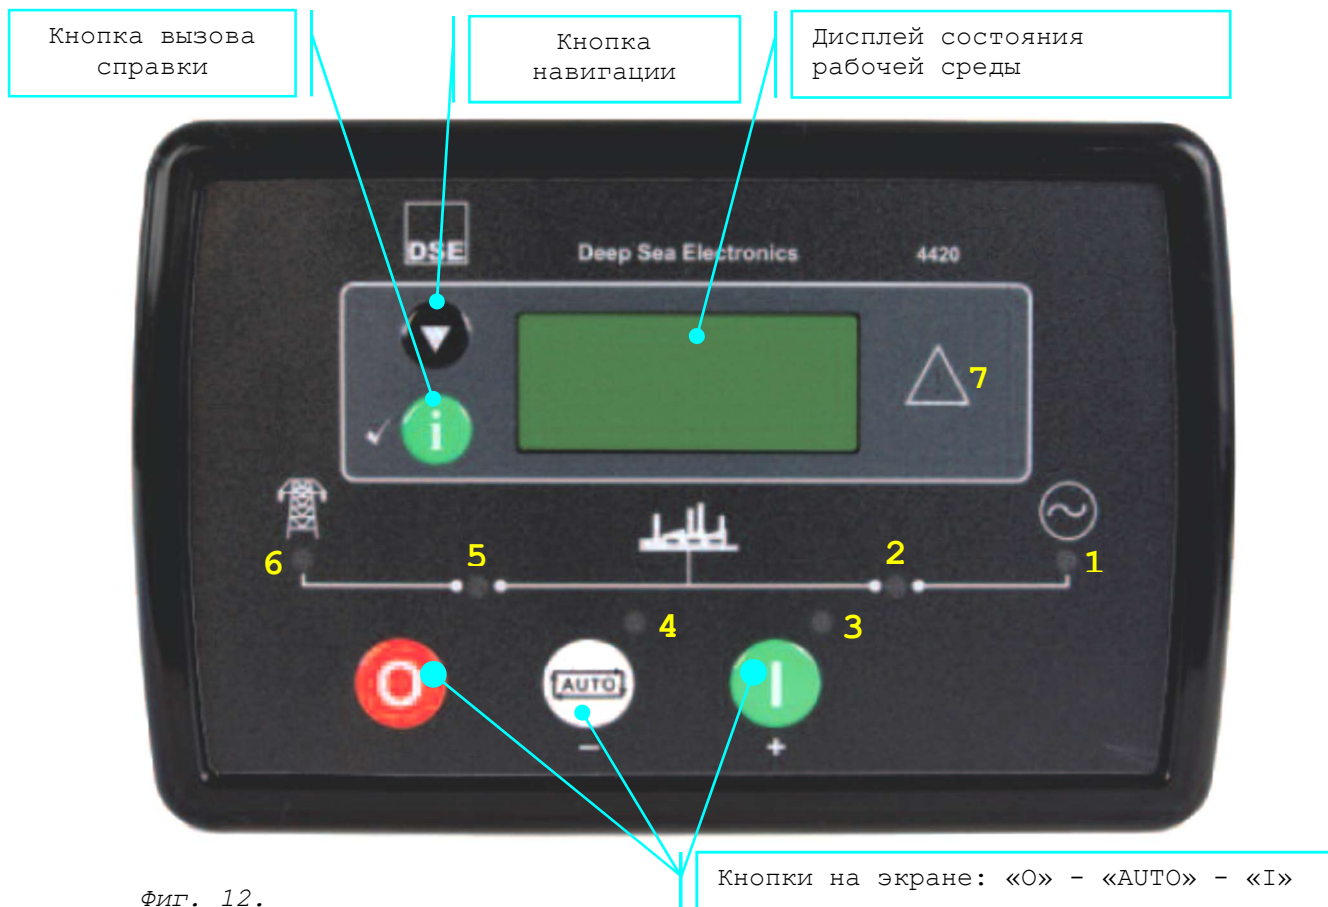 Кнопка вызова
справки
Кнопка
навигации
Дисплей состояния
рабочей среды
DSE
Deep Sea Electronics
4420
7
i
6
5
2
1
4
3
O
AUTO
I
–
+
Кнопки на экране: «O» - «AUTO» - «I»
Фиг. 12.